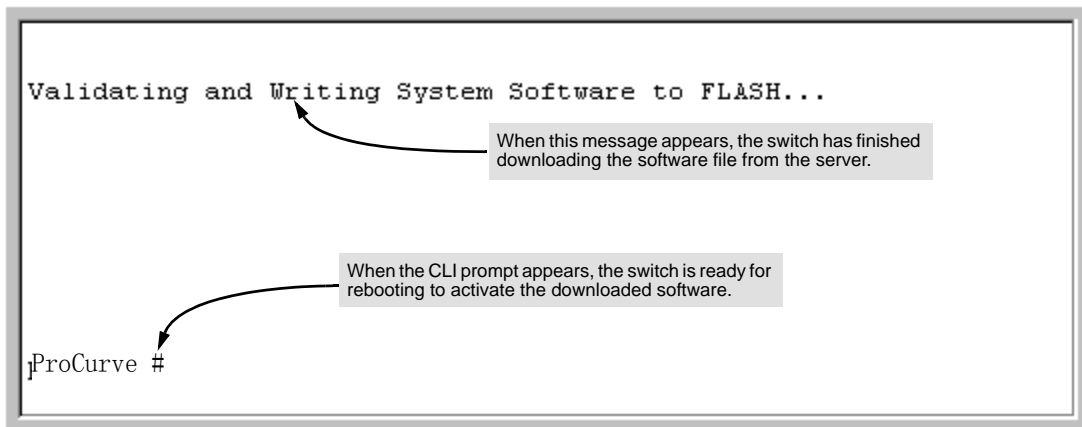 Validating and Writing System Software to FLASH...
When this message appears, the switch has finished
downloading the software file from the server.
When the CLI prompt appears, the switch is ready for
rebooting to activate the downloaded software.
ProCurve #